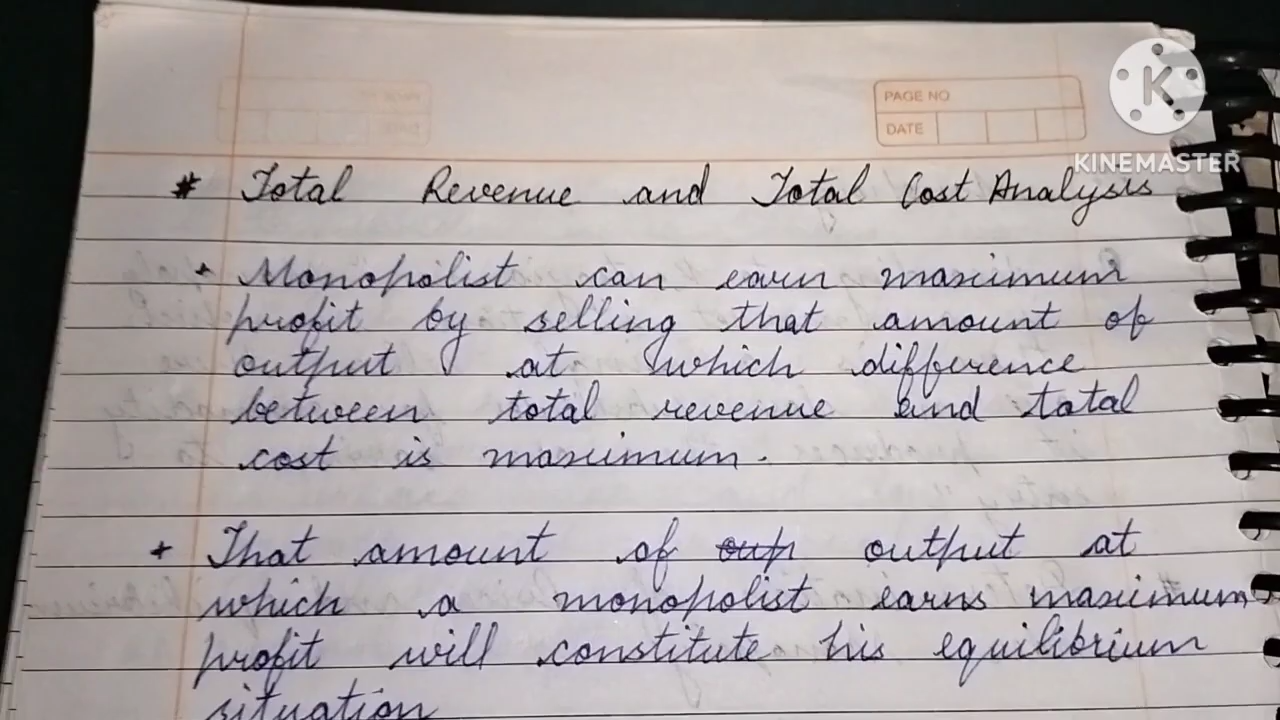 PAGE NO
DATE
KINEMASTER
# Total Revenue and Total Cost Analysis
+ Monopolist can earn maximum
profit by selling that amount of
output at which difference
between total revenue and total
cost is maximum.
+ That amount of oup output at
which a monopolist earns maximum
profit will constitute his equilibrium
situation